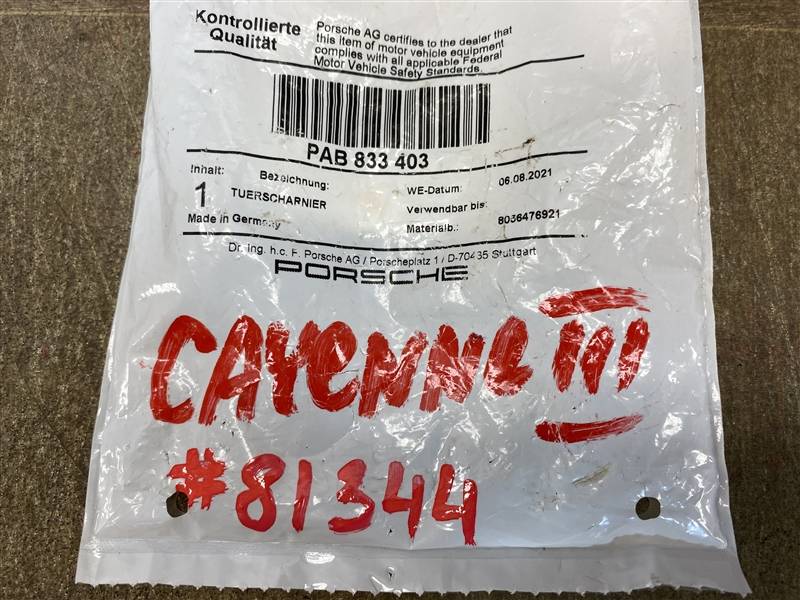 Kontrollierte
Qualität
Porsche AG certifies to the dealer that
this item of motor vehicle equipment
complies with all applicable Federal
Motor Vehicle Safety Standards.
PAB 833 403
Inhalt: Bezeichnung: WE-Datum: 06.08.2021
1 TUERSCHARNIER Verwendbar bis:
Made in Germany Materialb.: 8036476921
Dr. Ing. h.c. F. Porsche AG / Porscheplatz 1 / D-70435 Stuttgart
PORSCHE
CAYENNE III
#81344